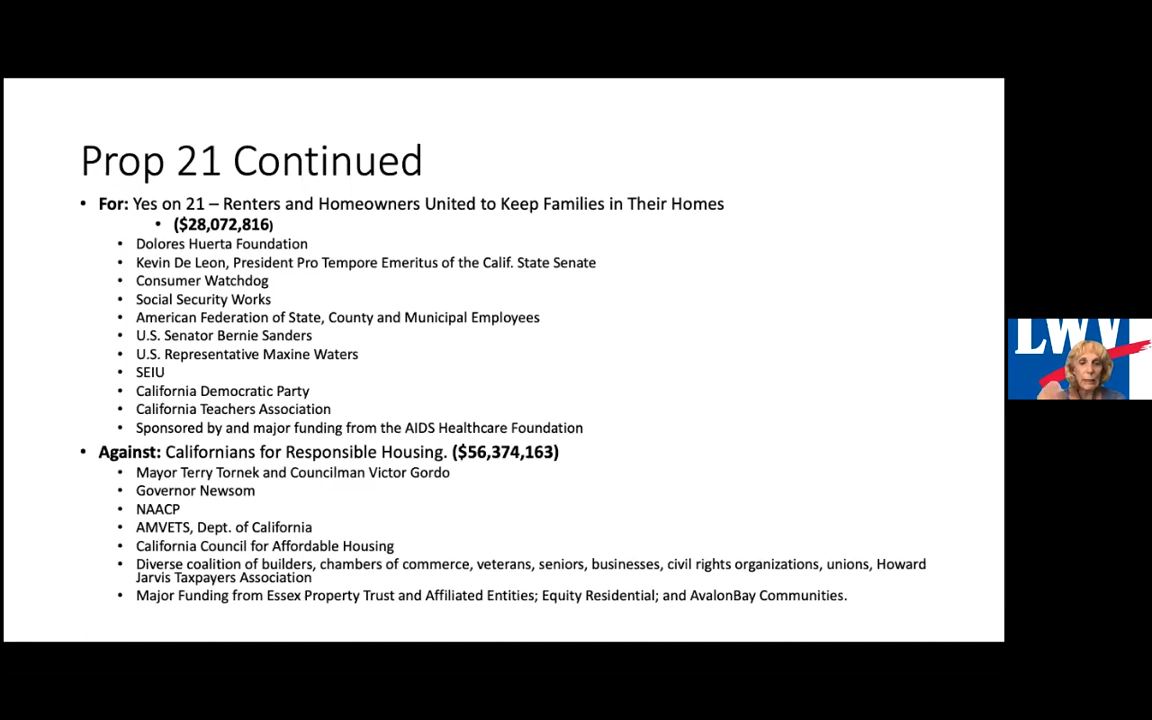 Prop 21 Continued
• For: Yes on 21 – Renters and Homeowners United to Keep Families in Their Homes
• ($28,072,816)
• Dolores Huerta Foundation
• Kevin De Leon, President Pro Tempore Emeritus of the Calif. State Senate
• Consumer Watchdog
• Social Security Works
• American Federation of State, County and Municipal Employees
• U.S. Senator Bernie Sanders
• U.S. Representative Maxine Waters
• SEIU
• California Democratic Party
• California Teachers Association
• Sponsored by and major funding from the AIDS Healthcare Foundation
• Against: Californians for Responsible Housing. ($56,374,163)
• Mayor Terry Tornek and Councilman Victor Gordo
• Governor Newsom
• NAACP
• AMVETS, Dept. of California
• California Council for Affordable Housing
• Diverse coalition of builders, chambers of commerce, veterans, seniors, businesses, civil rights organizations, unions, Howard
Jarvis Taxpayers Association
• Major Funding from Essex Property Trust and Affiliated Entities; Equity Residential; and AvalonBay Communities.
LWV